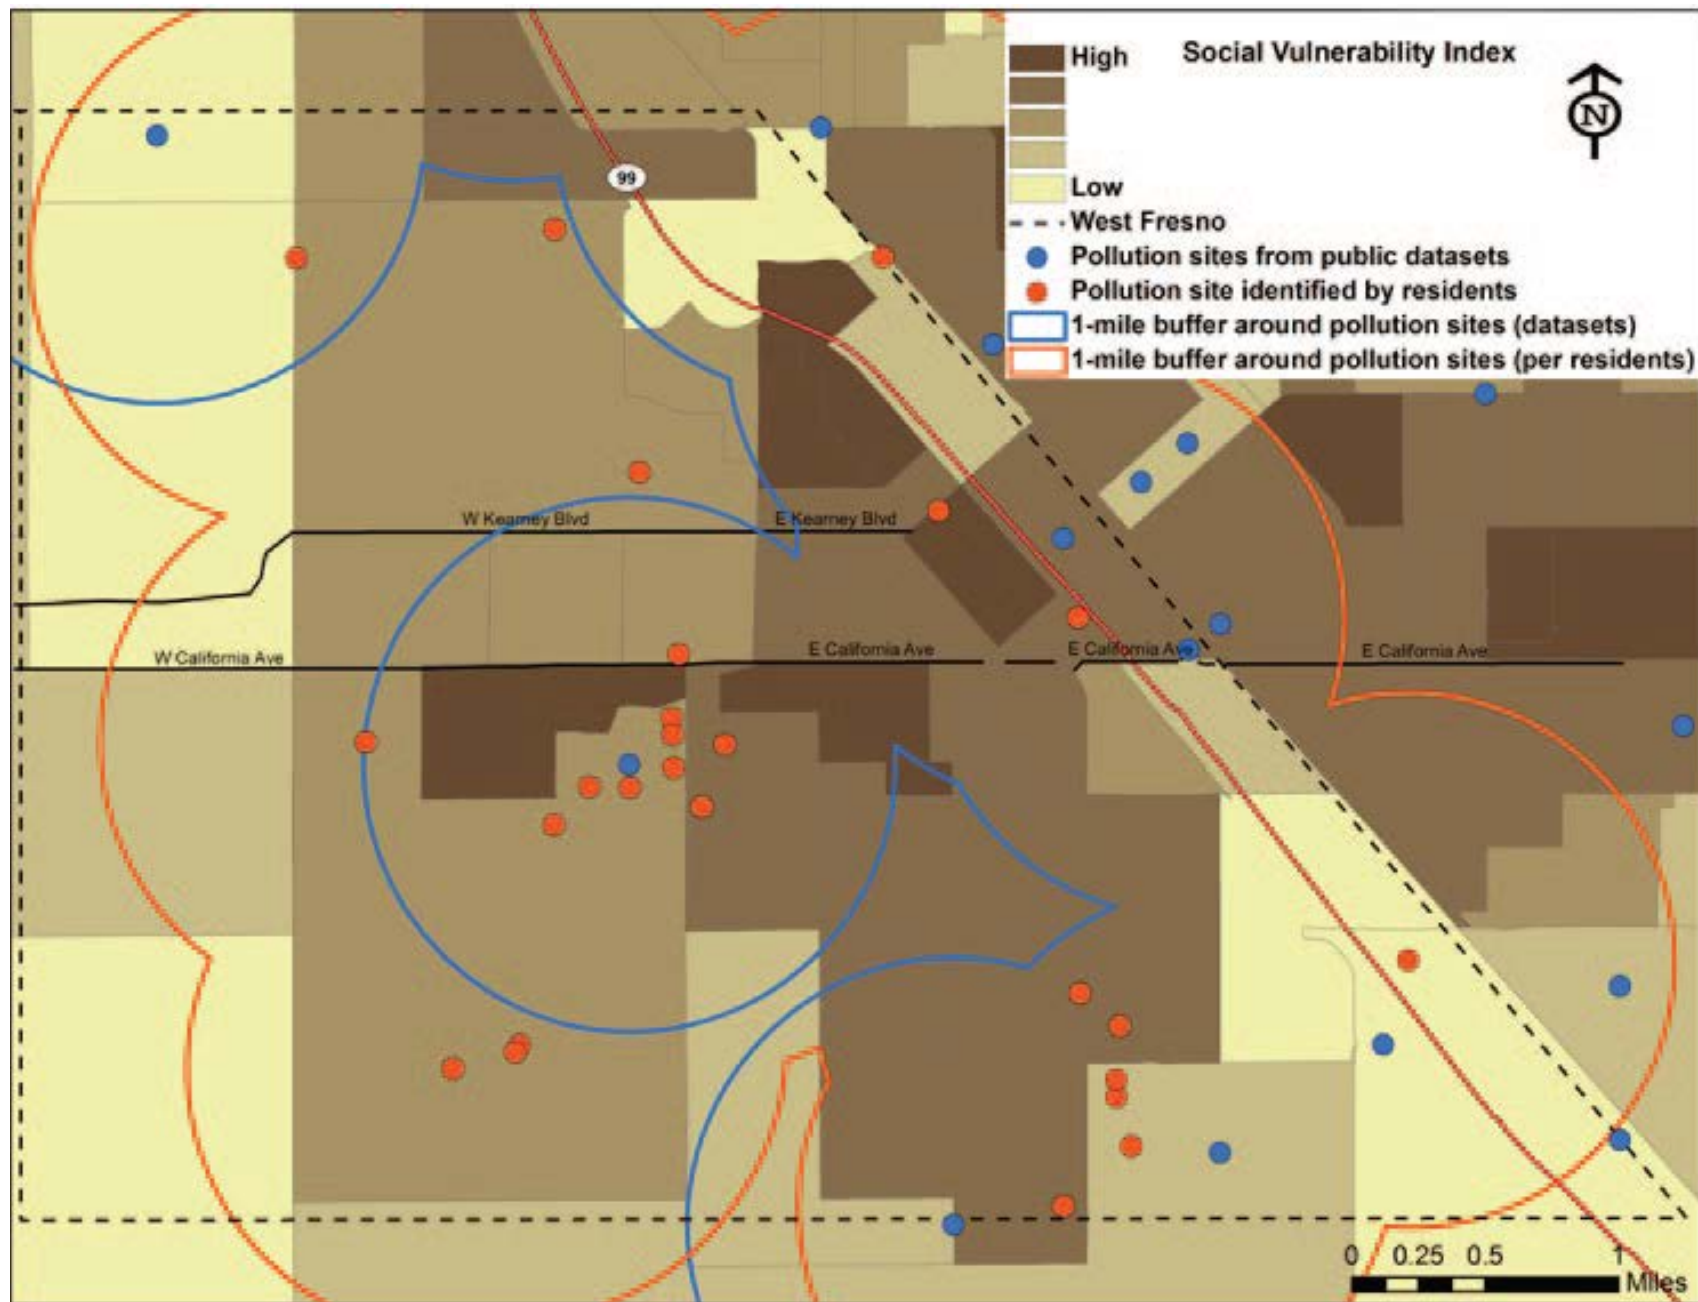 Social Vulnerability Index
N
High
Low
West Fresno
Pollution sites from public datasets
Pollution site identified by residents
1-mile buffer around pollution sites (datasets)
1-mile buffer around pollution sites (per residents)
99
W Kearney Blvd
E Kearney Blvd
W California Ave
E California Ave
E California Ave
E California Ave
0 0.25 0.5 1
Miles